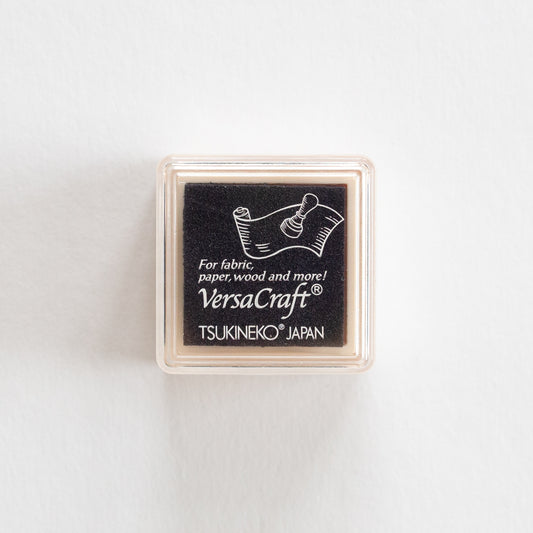 For fabric,
paper, wood and more!
VersaCraft®
TSUKINEKO® JAPAN